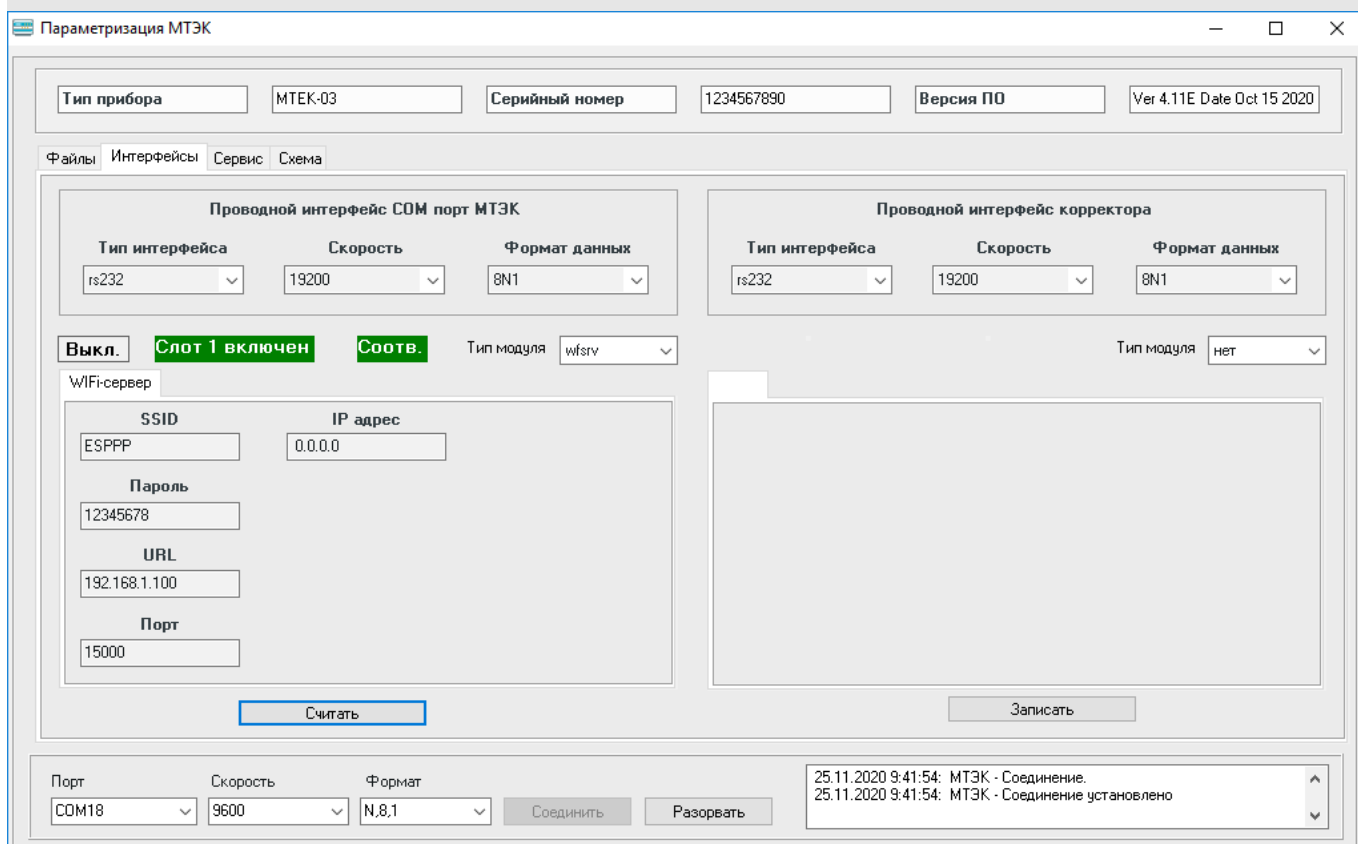 Параметризация МТЭК
Тип прибора MTEK-03 Серийный номер 1234567890 Версия ПО Ver 4.11E Date Oct 15 2020
Файлы Интерфейсы Сервис Схема
Проводной интерфейс COM порт МТЭК
Тип интерфейса Скорость Формат данных
rs232 19200 8N1
Проводной интерфейс корректора
Тип интерфейса Скорость Формат данных
rs232 19200 8N1
Выкл. Слот 1 включен Соотв. Тип модуля wfsrv
Тип модуля нет
WIFi-сервер
SSID IP адрес
ESPPP 0.0.0.0
Пароль
12345678
URL
192.168.1.100
Порт
15000
Считать
Записать
Порт Скорость Формат
COM18 9600 N,8,1 Соединить Разорвать
25.11.2020 9:41:54: МТЭК - Соединение.
25.11.2020 9:41:54: МТЭК - Соединение установлено